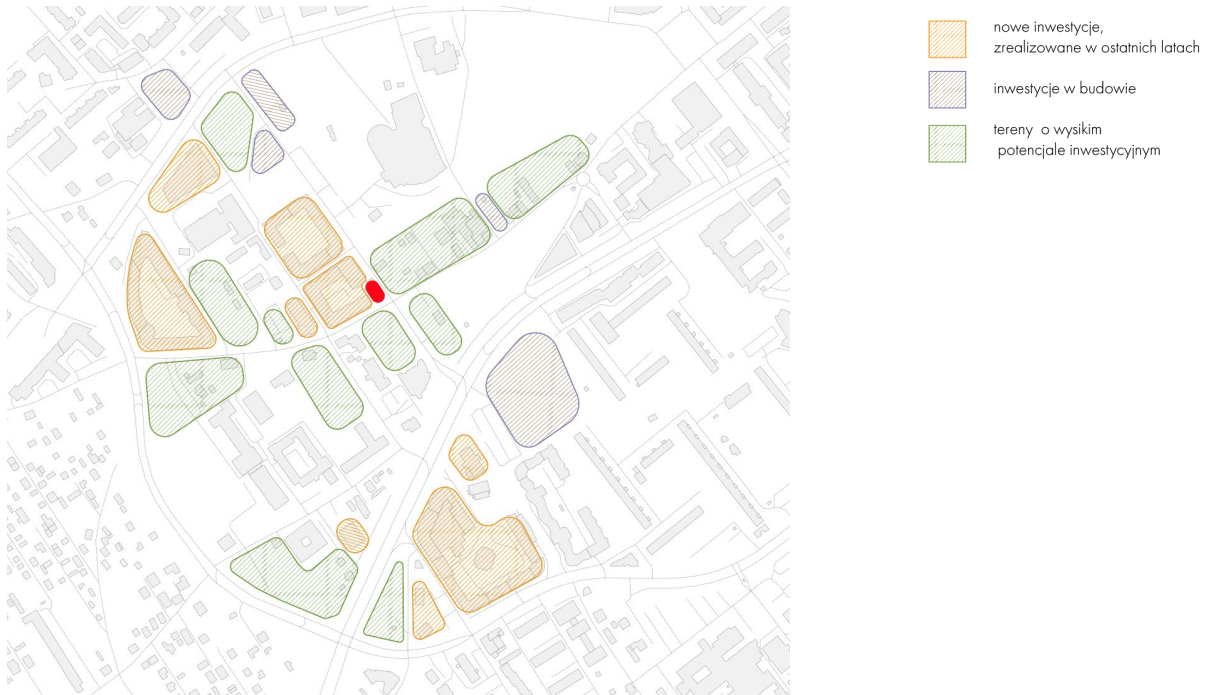 nowe inwestycje,
zrealizowane w ostatnich latach
inwestycje w budowie
tereny o wysikim
potencjale inwestycyjnym